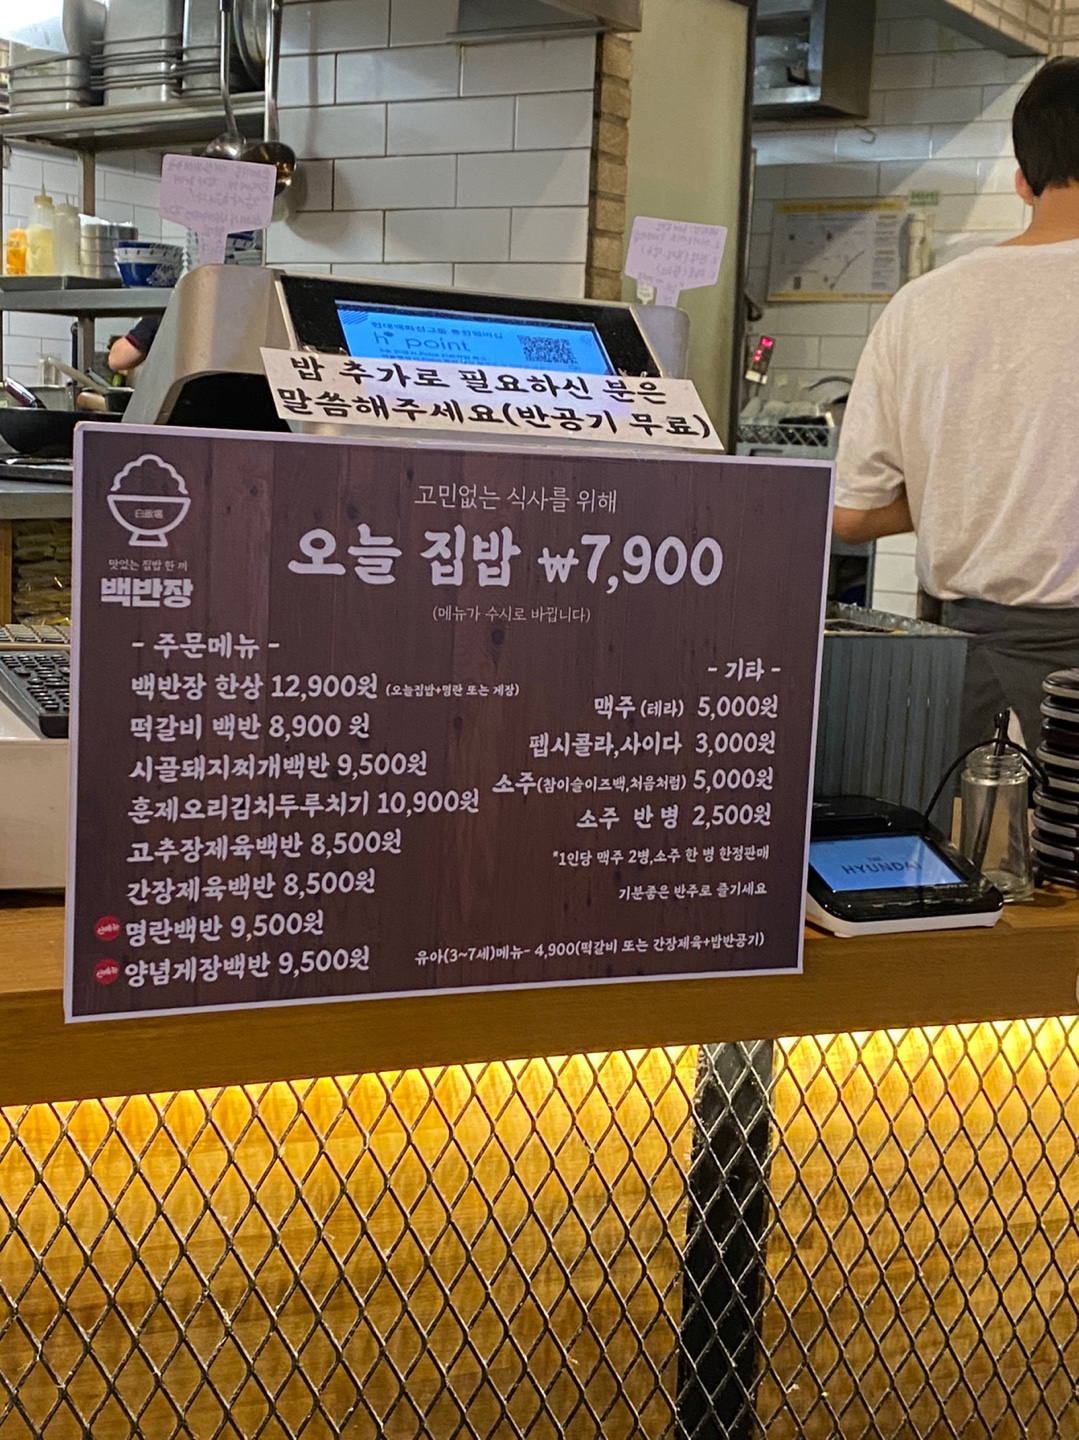 h point
밥 추가로 필요하신 분은
말씀해주세요(반공기 무료)
白飯場
맛있는 집밥 한 끼
백반장
고민없는 식사를 위해
오늘 집밥 ₩7,900
(메뉴가 수시로 바뀝니다)
- 주문메뉴 -
백반장 한상 12,900원 (오늘집밥+명란 또는 게장)
떡갈비 백반 8,900 원
시골돼지찌개백반 9,500원
훈제오리김치두루치기 10,900원
고추장제육백반 8,500원
간장제육백반 8,500원
신메뉴 명란백반 9,500원
신메뉴 양념게장백반 9,500원
- 기타 -
맥주 (테라) 5,000원
펩시콜라,사이다 3,000원
소주(참이슬이즈백,처음처럼) 5,000원
소주 반 병 2,500원
*1인당 맥주 2병,소주 한 병 한정판매
기분좋은 반주로 즐기세요
유아(3~7세)메뉴- 4,900(떡갈비 또는 간장제육+밥반공기)
HYUNDAI